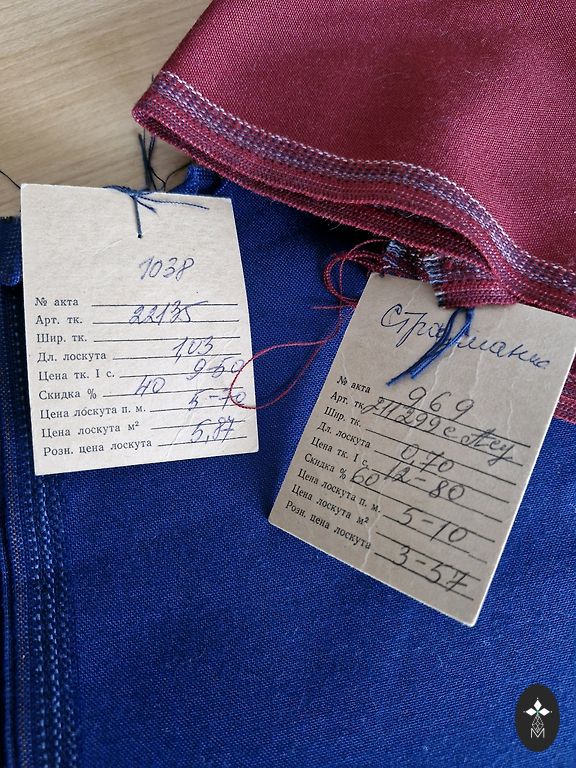 1038
№ акта
Арт. тк. 22135
Шир. тк.
Дл. лоскута 1,03
Цена тк. I с. 9-50
Скидка % 40
Цена лоскута п. м. 5-70
Цена лоскута м²
Розн. цена лоскута 5,87
№ акта 969
Арт. тк.
Шир. тк.
Дл. лоскута 0,70
Цена тк. I с. 12-80
Скидка % 60
Цена лоскута п. м.
Цена лоскута м² 5-10
Розн. цена лоскута 3-57
M